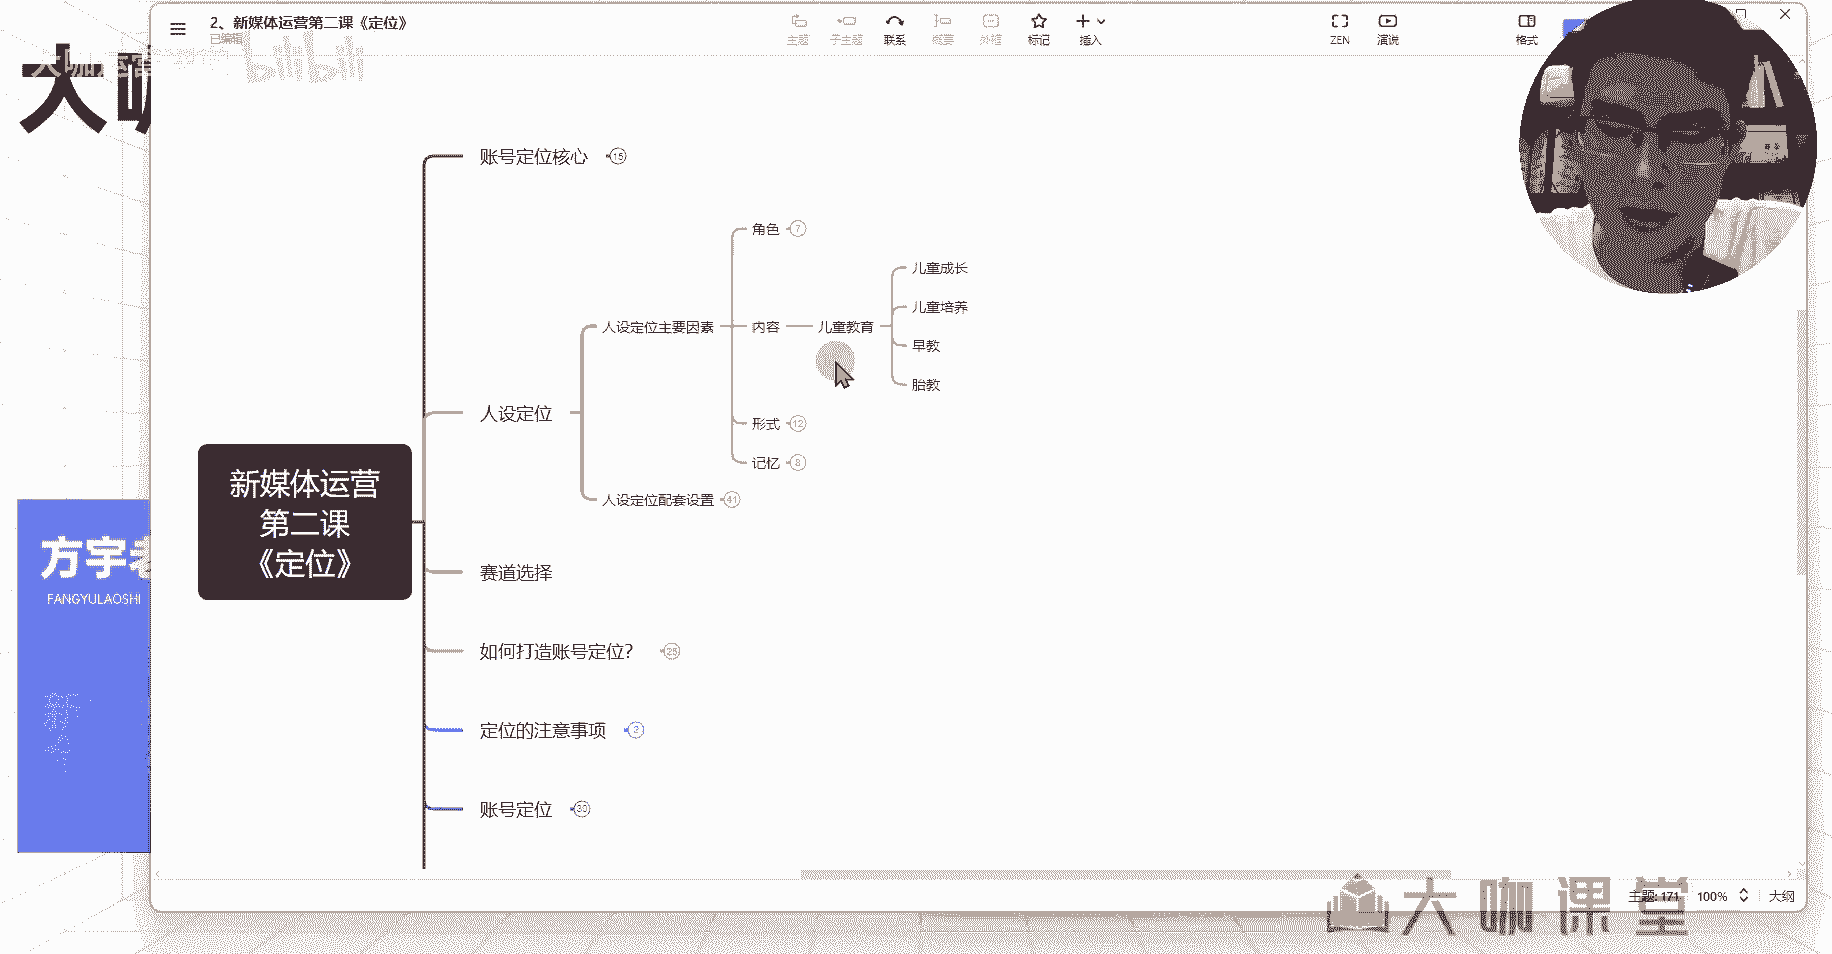 2、新媒体运营第二课《定位》
已编辑
主题
子主题
联系
概要
外框
标记
插入
ZEN
演说
格式
大咖
bilibili
账号定位核心
15
角色
7
儿童成长
儿童培养
人设定位主要因素
内容
儿童教育
早教
胎教
人设定位
形式
12
记忆
8
人设定位配套设置
41
新媒体运营
第二课
《定位》
赛道选择
如何打造账号定位?
25
定位的注意事项
2
账号定位
30
方宇老
FANGYULAOSHI
主题: 171
100%
大纲
大咖课堂